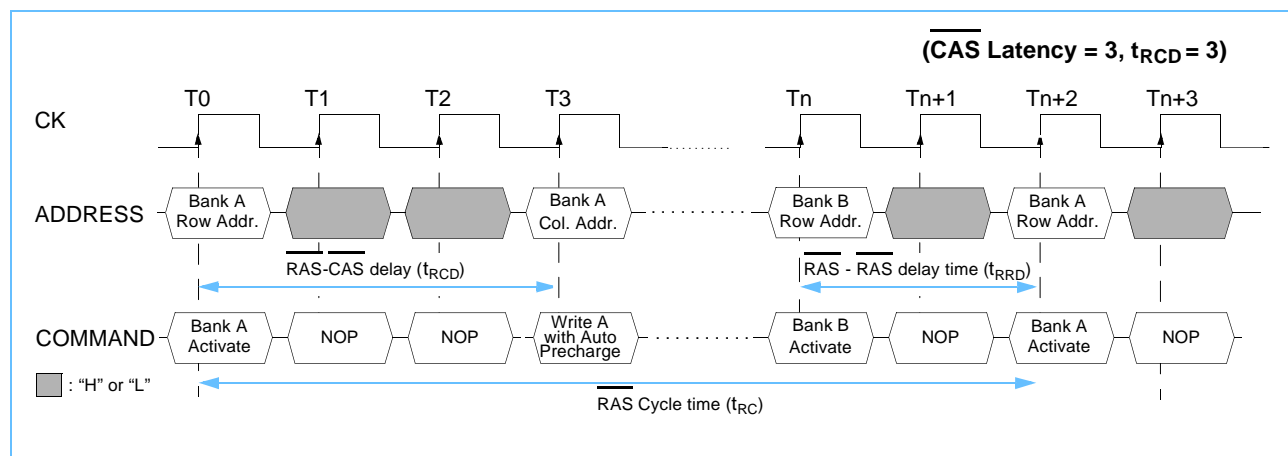 (CAS Latency = 3, tRCD = 3)
T0 T1 T2 T3 Tn Tn+1 Tn+2 Tn+3
CK
ADDRESS
Bank A
Row Addr.
Bank A
Col. Addr.
Bank B
Row Addr.
Bank A
Row Addr.
RAS-CAS delay (tRCD)
RAS - RAS delay time (tRRD)
COMMAND
Bank A
Activate
NOP
NOP
Write A
with Auto
Precharge
Bank B
Activate
NOP
Bank A
Activate
NOP
: “H” or “L”
RAS Cycle time (tRC)